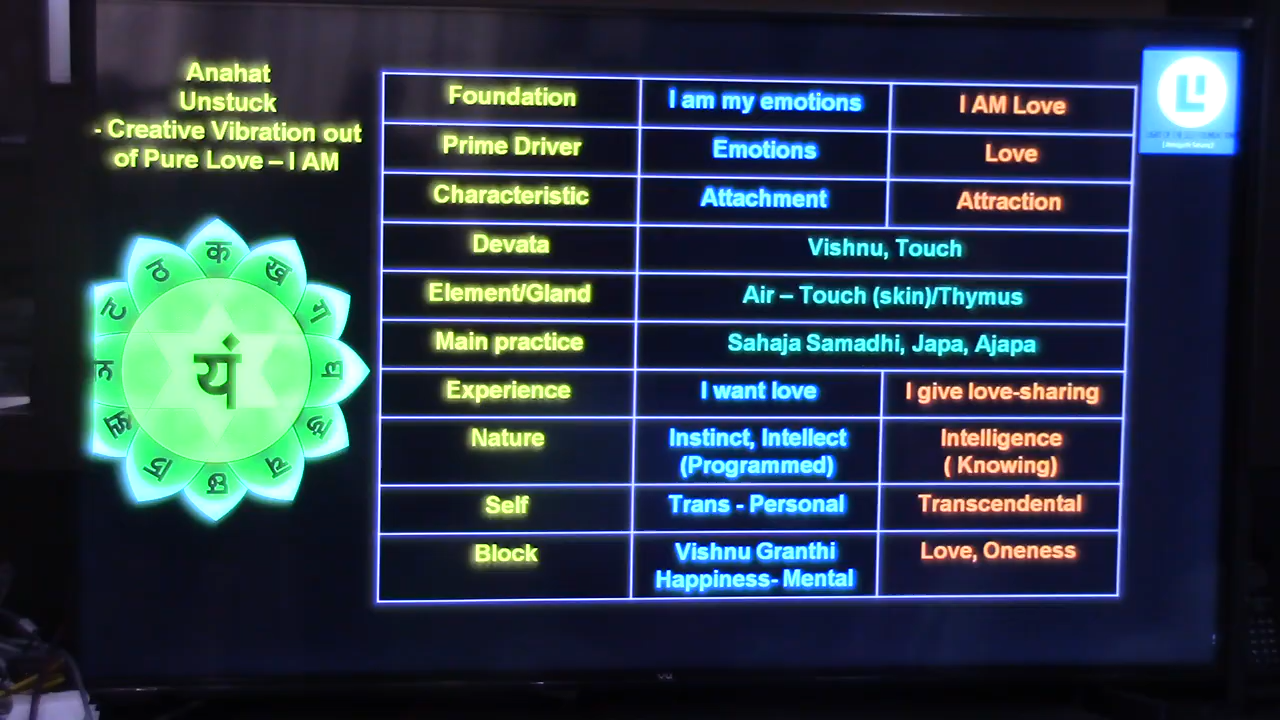 Anahat
Unstuck
- Creative Vibration out
of Pure Love – I AM
क
ख
ग
घ
ङ
च
छ
ज
झ
ञ
ट
ठ
यं
Foundation I am my emotions I AM Love
Prime Driver Emotions Love
Characteristic Attachment Attraction
Devata Vishnu, Touch
Element/Gland Air – Touch (skin)/Thymus
Main practice Sahaja Samadhi, Japa, Ajapa
Experience I want love I give love-sharing
Nature Instinct, Intellect Intelligence
(Programmed) ( Knowing)
Self Trans - Personal Transcendental
Block Vishnu Granthi Love, Oneness
Happiness- Mental